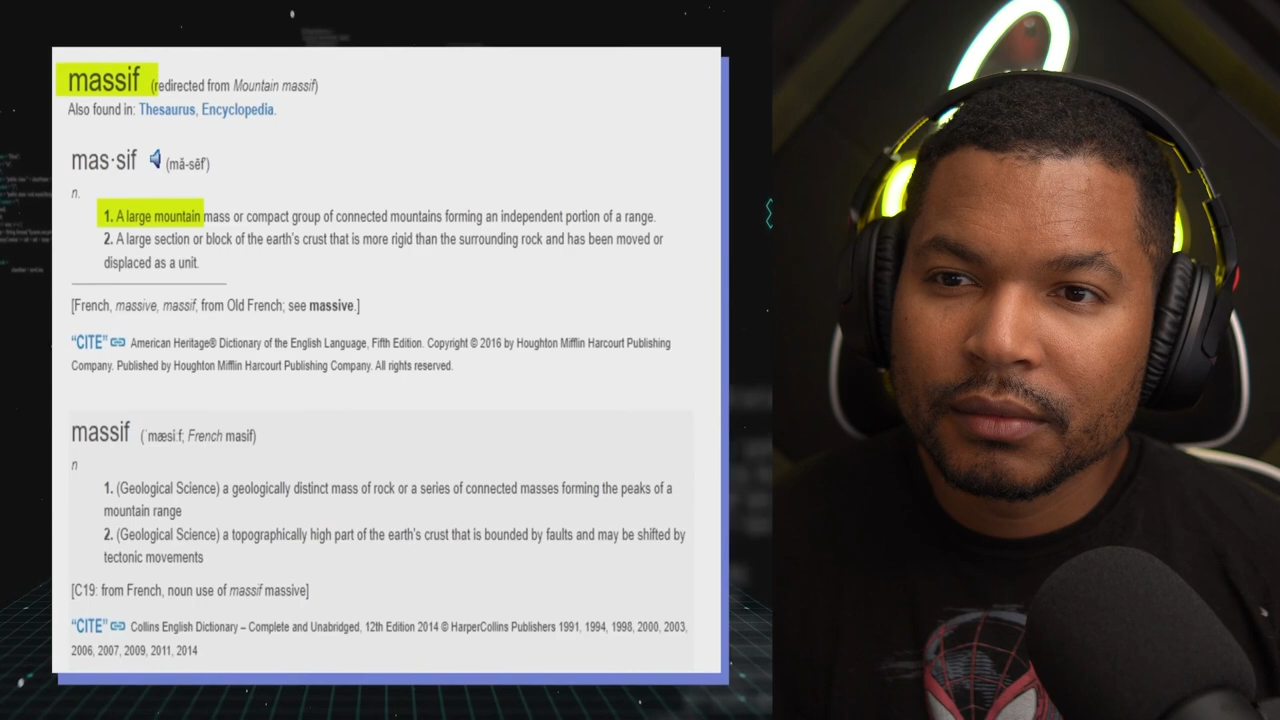 massif (redirected from Mountain massif)
Also found in: Thesaurus, Encyclopedia.
mas·sif (mă-sēf′)
n.
1. A large mountain mass or compact group of connected mountains forming an independent portion of a range.
2. A large section or block of the earth's crust that is more rigid than the surrounding rock and has been moved or
displaced as a unit.
[French, massive, massif, from Old French; see massive.]
"CITE" American Heritage® Dictionary of the English Language, Fifth Edition. Copyright © 2016 by Houghton Mifflin Harcourt Publishing
Company. Published by Houghton Mifflin Harcourt Publishing Company. All rights reserved.
massif (ˈmæsiːf; French masif)
n
1. (Geological Science) a geologically distinct mass of rock or a series of connected masses forming the peaks of a
mountain range
2. (Geological Science) a topographically high part of the earth's crust that is bounded by faults and may be shifted by
tectonic movements
[C19: from French, noun use of massif massive]
"CITE" Collins English Dictionary – Complete and Unabridged, 12th Edition 2014 © HarperCollins Publishers 1991, 1994, 1998, 2000, 2003,
2006, 2007, 2009, 2011, 2014